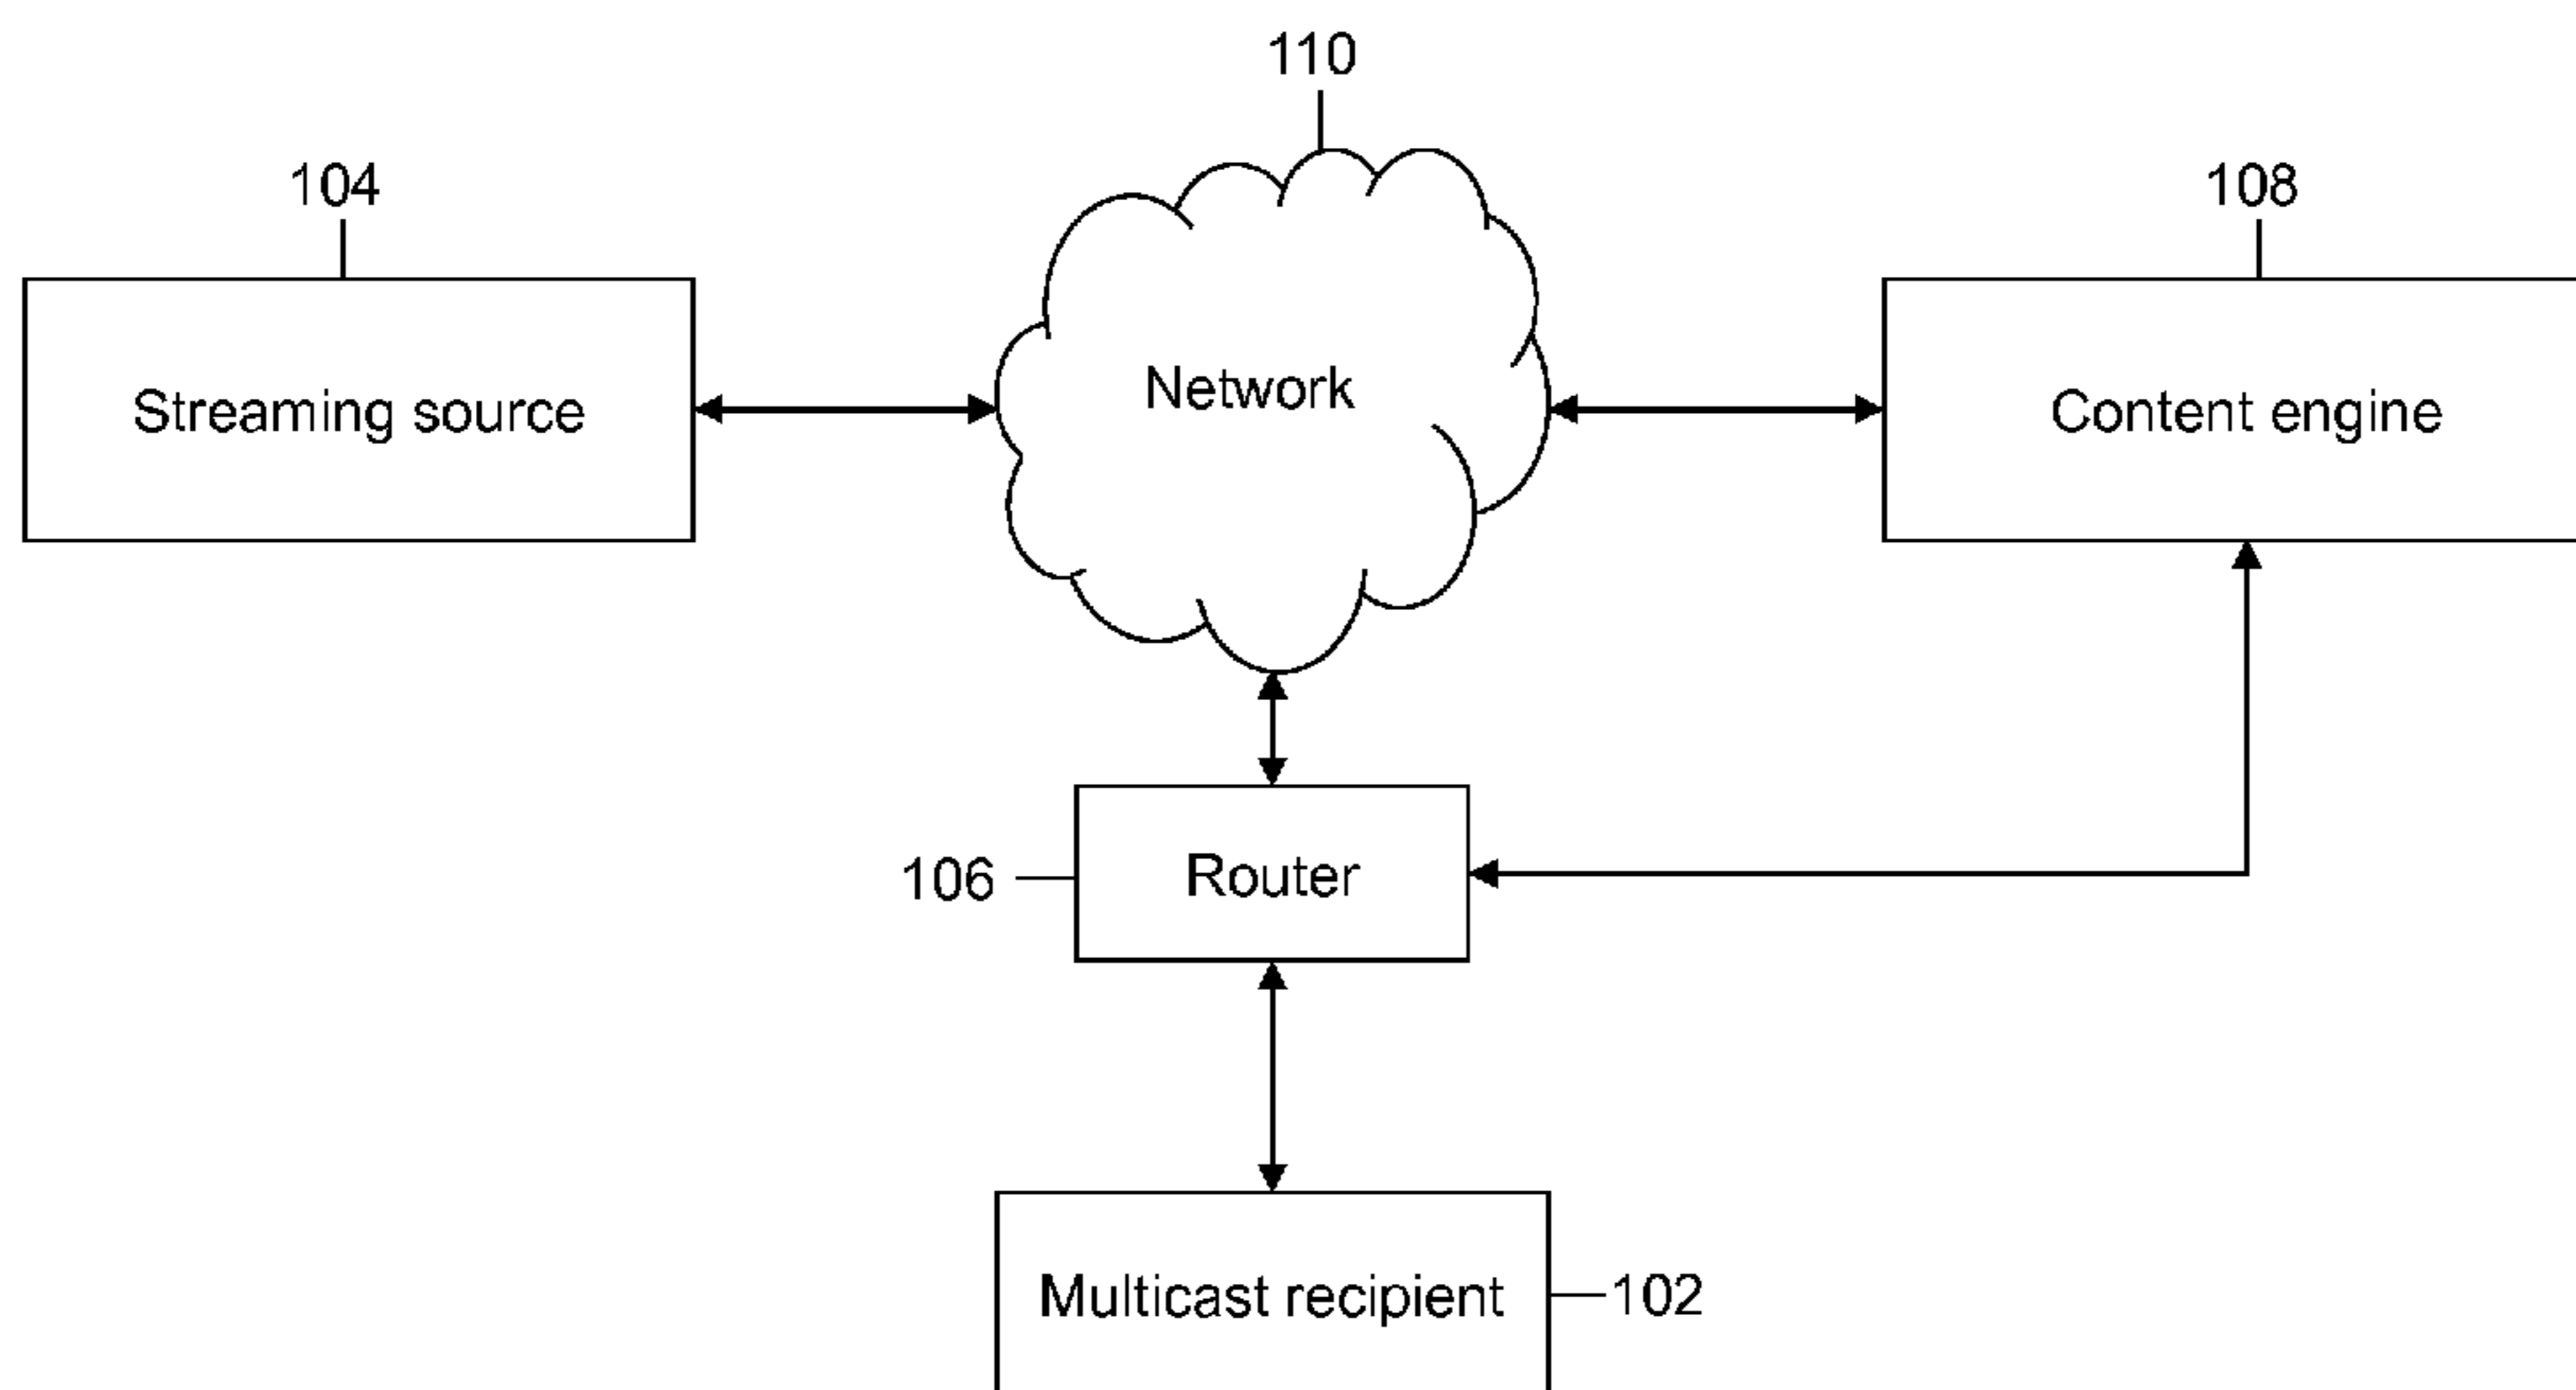 110
104
108
Streaming source
Network
Content engine
106
Router
Multicast recipient
102